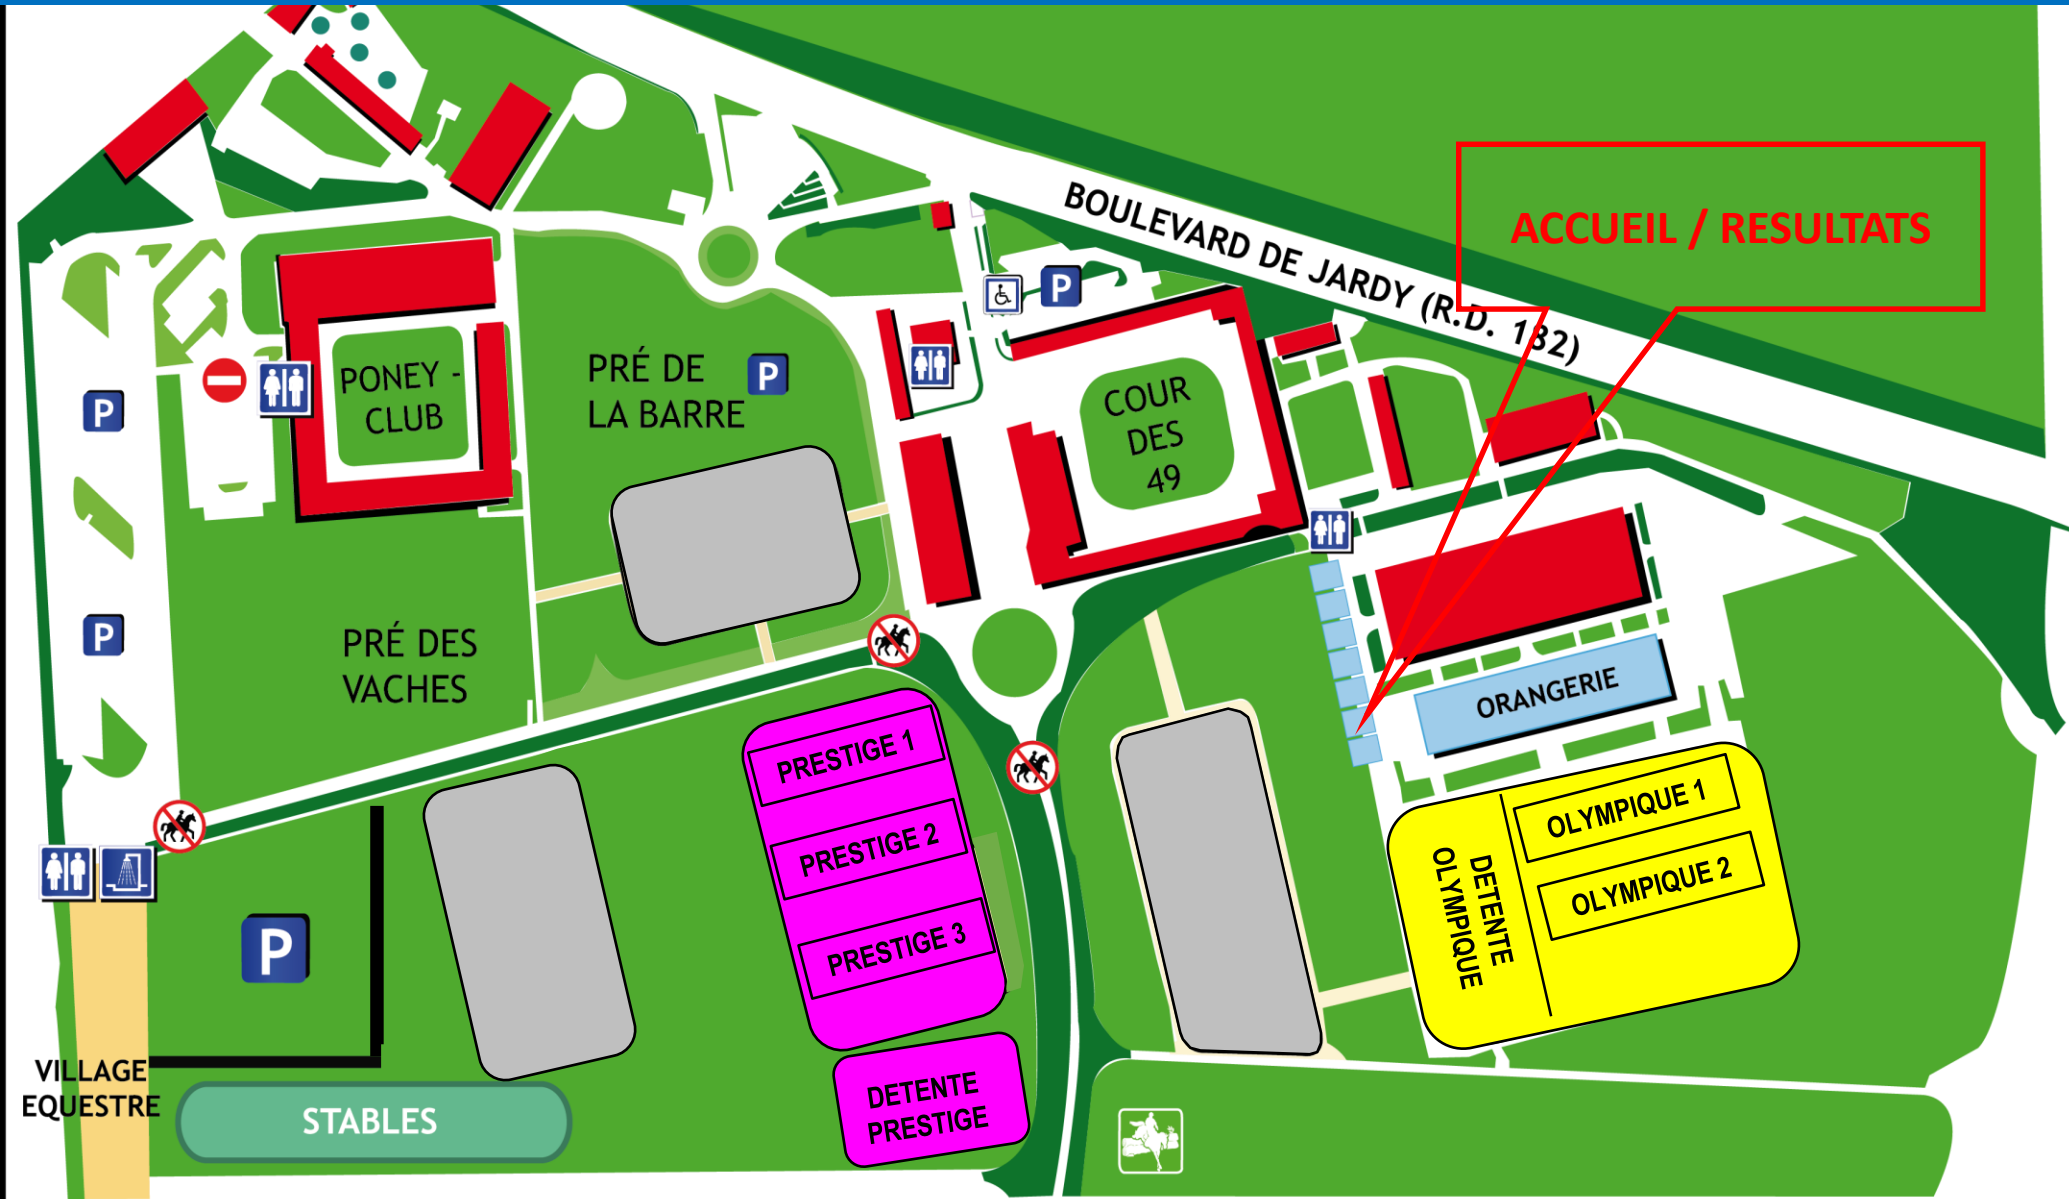 BOULEVARD DE JARDY (R.D. 182)
ACCUEIL / RESULTATS
P
P
PONEY -
CLUB
PRÉ DE
LA BARRE
P
COUR
DES
49
P
P
PRÉ DES
VACHES
ORANGERIE
PRESTIGE 1
PRESTIGE 2
PRESTIGE 3
DETENTE
PRESTIGE
DETENTE
OLYMPIQUE
OLYMPIQUE 1
OLYMPIQUE 2
P
VILLAGE
EQUESTRE
STABLES